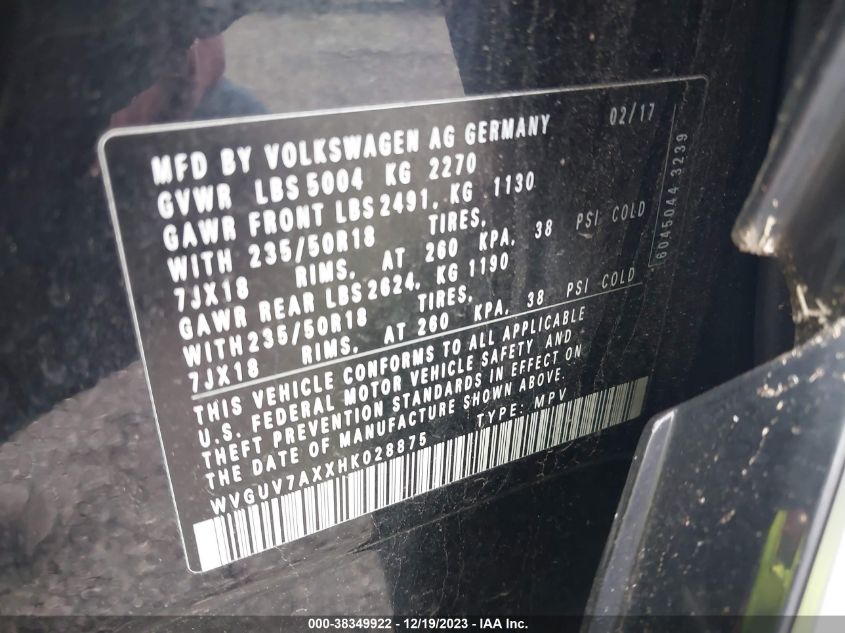 MFD BY VOLKSWAGEN AG GERMANY 02/17
GVWR LBS 5004 KG 2270
GAWR FRONT LBS 2491, KG 1130
WITH 235/50R18 TIRES,
7JX18 RIMS, AT 260 KPA, 38 PSI COLD
GAWR REAR LBS 2624, KG 1190
WITH 235/50R18 TIRES,
7JX18 RIMS, AT 260 KPA, 38 PSI COLD
THIS VEHICLE CONFORMS TO ALL APPLICABLE
U.S. FEDERAL MOTOR VEHICLE SAFETY AND
THEFT PREVENTION STANDARDS IN EFFECT ON
THE DATE OF MANUFACTURE SHOWN ABOVE.
WVGUV7AXXHK028875 TYPE: MPV
6045044 3239
000-38349922 - 12/19/2023 - IAA Inc.